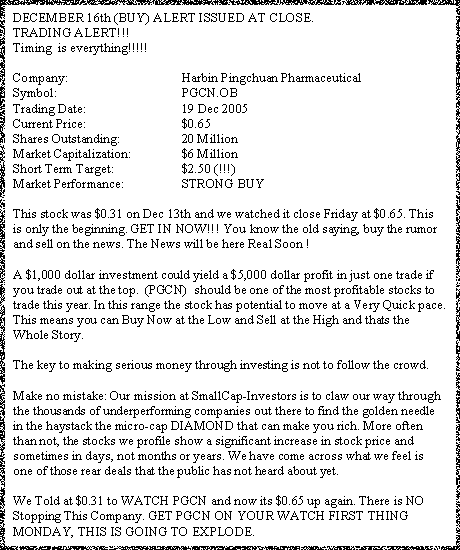 DECEMBER 16th (BUY) ALERT ISSUED AT CLOSE.
TRADING ALERT!!!
Timing is everything!!!!!
Company: Harbin Pingchuan Pharmaceutical
Symbol: PGCN.OB
Trading Date: 19 Dec 2005
Current Price: $0.65
Shares Outstanding: 20 Million
Market Capitalization: $6 Million
Short Term Target: $2.50 (!!!)
Market Performance: STRONG BUY
This stock was $0.31 on Dec 13th and we watched it close Friday at $0.65. This
is only the beginning. GET IN NOW!!! You know the old saying, buy the rumor
and sell on the news. The News will be here Real Soon !
A $1,000 dollar investment could yield a $5,000 dollar profit in just one trade if
you trade out at the top. (PGCN) should be one of the most profitable stocks to
trade this year. In this range the stock has potential to move at a Very Quick pace.
This means you can Buy Now at the Low and Sell at the High and thats the
Whole Story.
The key to making serious money through investing is not to follow the crowd.
Make no mistake: Our mission at SmallCap-Investors is to claw our way through
the thousands of underperforming companies out there to find the golden needle
in the haystack the micro-cap DIAMOND that can make you rich. More often
than not, the stocks we profile show a significant increase in stock price and
sometimes in days, not months or years. We have come across what we feel is
one of those rear deals that the public has not heard about yet.
We Told at $0.31 to WATCH PGCN and now its $0.65 up again. There is NO
Stopping This Company. GET PGCN ON YOUR WATCH FIRST THING
MONDAY, THIS IS GOING TO EXPLODE.